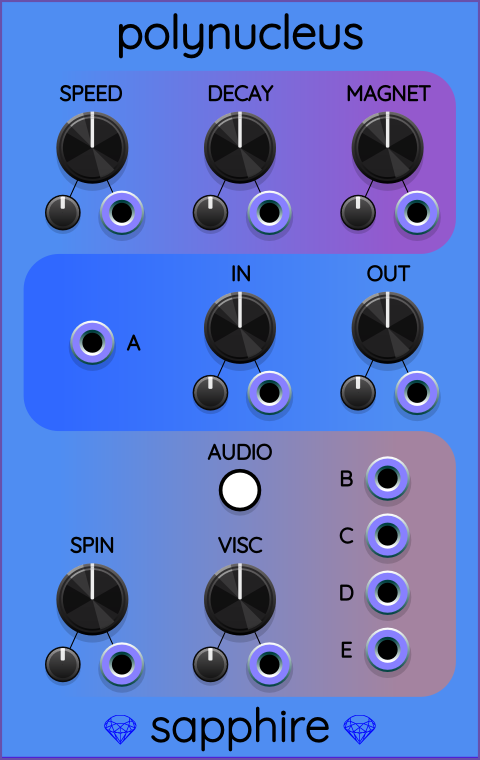 polynucleus
SPEED DECAY MAGNET
IN OUT
A
AUDIO
B
C
SPIN VISC
D
E
sapphire